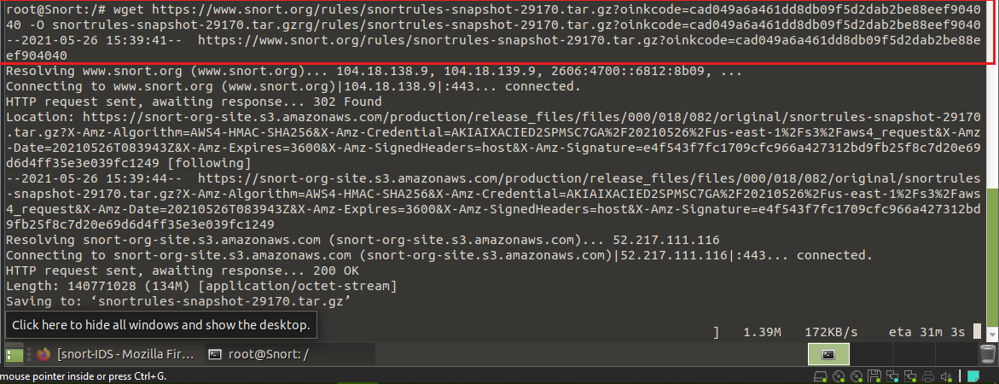 root@Snort:/# wget https://www.snort.org/rules/snortrules-snapshot-29170.tar.gz?oinkcode=cad049a6a461dd8db09f5d2dab2be88eef9040
40 -O snortrules-snapshot-29170.tar.gzrg/rules/snortrules-snapshot-29170.tar.gz?oinkcode=cad049a6a461dd8db09f5d2dab2be88eef9040
--2021-05-26 15:39:41--  https://www.snort.org/rules/snortrules-snapshot-29170.tar.gz?oinkcode=cad049a6a461dd8db09f5d2dab2be88e
ef904040
Resolving www.snort.org (www.snort.org)... 104.18.138.9, 104.18.139.9, 2606:4700::6812:8b09, ...
Connecting to www.snort.org (www.snort.org)|104.18.138.9|:443... connected.
HTTP request sent, awaiting response... 302 Found
Location: https://snort-org-site.s3.amazonaws.com/production/release_files/files/000/018/082/original/snortrules-snapshot-29170
.tar.gz?X-Amz-Algorithm=AWS4-HMAC-SHA256&X-Amz-Credential=AKIAIXACIED2SPMSC7GA%2F20210526%2Fus-east-1%2Fs3%2Faws4_request&X-Amz
-Date=20210526T083943Z&X-Amz-Expires=3600&X-Amz-SignedHeaders=host&X-Amz-Signature=e4f543f7fc1709cfc966a427312bd9fb25f8c7d20e69
d6d4ff35e3e039fc1249 [following]
--2021-05-26 15:39:44--  https://snort-org-site.s3.amazonaws.com/production/release_files/files/000/018/082/original/snortrules
-snapshot-29170.tar.gz?X-Amz-Algorithm=AWS4-HMAC-SHA256&X-Amz-Credential=AKIAIXACIED2SPMSC7GA%2F20210526%2Fus-east-1%2Fs3%2Faws
4_request&X-Amz-Date=20210526T083943Z&X-Amz-Expires=3600&X-Amz-SignedHeaders=host&X-Amz-Signature=e4f543f7fc1709cfc966a427312bd
9fb25f8c7d20e69d6d4ff35e3e039fc1249
Resolving snort-org-site.s3.amazonaws.com (snort-org-site.s3.amazonaws.com)... 52.217.111.116
Connecting to snort-org-site.s3.amazonaws.com (snort-org-site.s3.amazonaws.com)|52.217.111.116|:443... connected.
HTTP request sent, awaiting response... 200 OK
Length: 140771028 (134M) [application/octet-stream]
Saving to: ‘snortrules-snapshot-29170.tar.gz’
Click here to hide all windows and show the desktop.
]   1.39M   172KB/s    eta 31m 3s
[snort-IDS - Mozilla Fir... root@Snort: /
mouse pointer inside or press Ctrl+G.